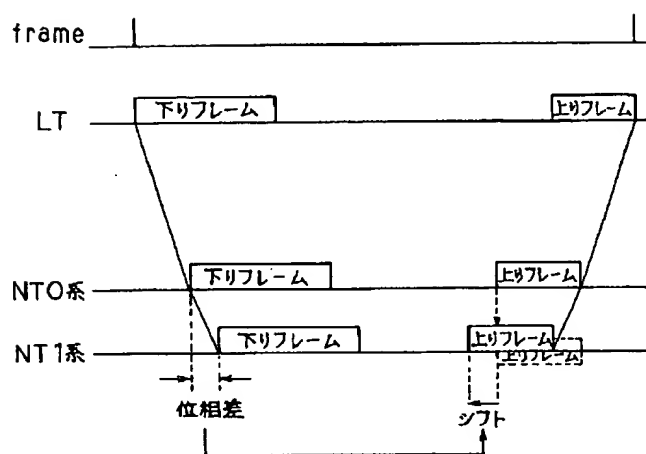 frame
LT
下りフレーム
上りフレーム
NT0系
下りフレーム
上りフレーム
NT1系
下りフレーム
上りフレーム
上りフレーム
位相差
シフト